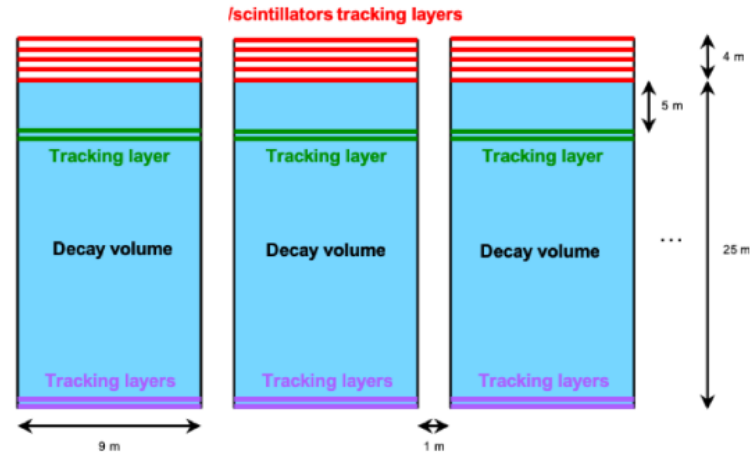 /scintillators tracking layers
4 m
5 m
Tracking layer Tracking layer Tracking layer
Decay volume Decay volume Decay volume ... 25 m
Tracking layers Tracking layers Tracking layers
9 m 1 m